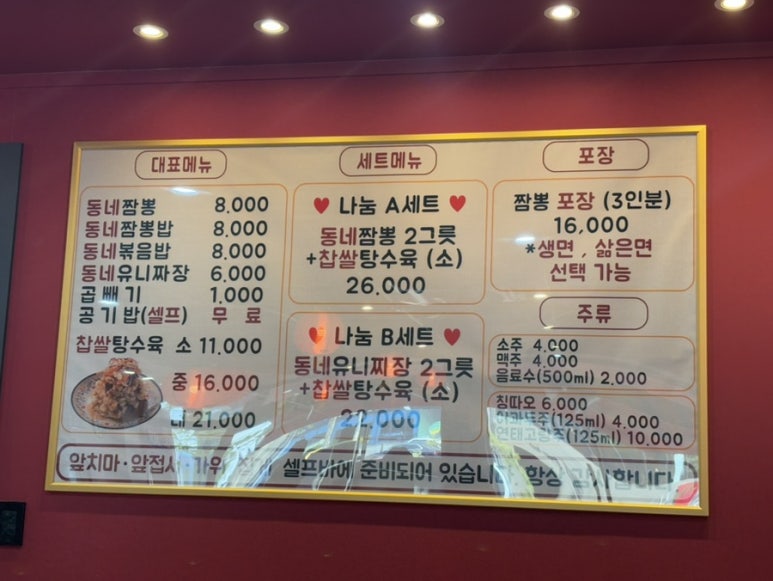 대표메뉴
동네짬뽕 8,000
동네짬뽕밥 8,000
동네볶음밥 8,000
동네유니짜장 6,000
곱빼기 1,000
공기밥(셀프) 무료
찹쌀탕수육 소 11,000
중 16,000
대 21,000
세트메뉴
♥ 나눔 A세트 ♥
동네짬뽕 2그릇
+찹쌀탕수육 (소)
26,000
♥ 나눔 B세트 ♥
동네유니짜장 2그릇
+찹쌀탕수육 (소)
22,000
포장
짬뽕 포장 (3인분)
16,000
*생면, 삶은면
선택 가능
주류
소주 4,000
맥주 4,000
음료수(500ml) 2,000
칭따오 6,000
(125ml) 4,000
연태고량주(125ml) 10,000
앞치마·앞접시·가위 셀프바에 준비되어 있습니다 항상 감사합니다